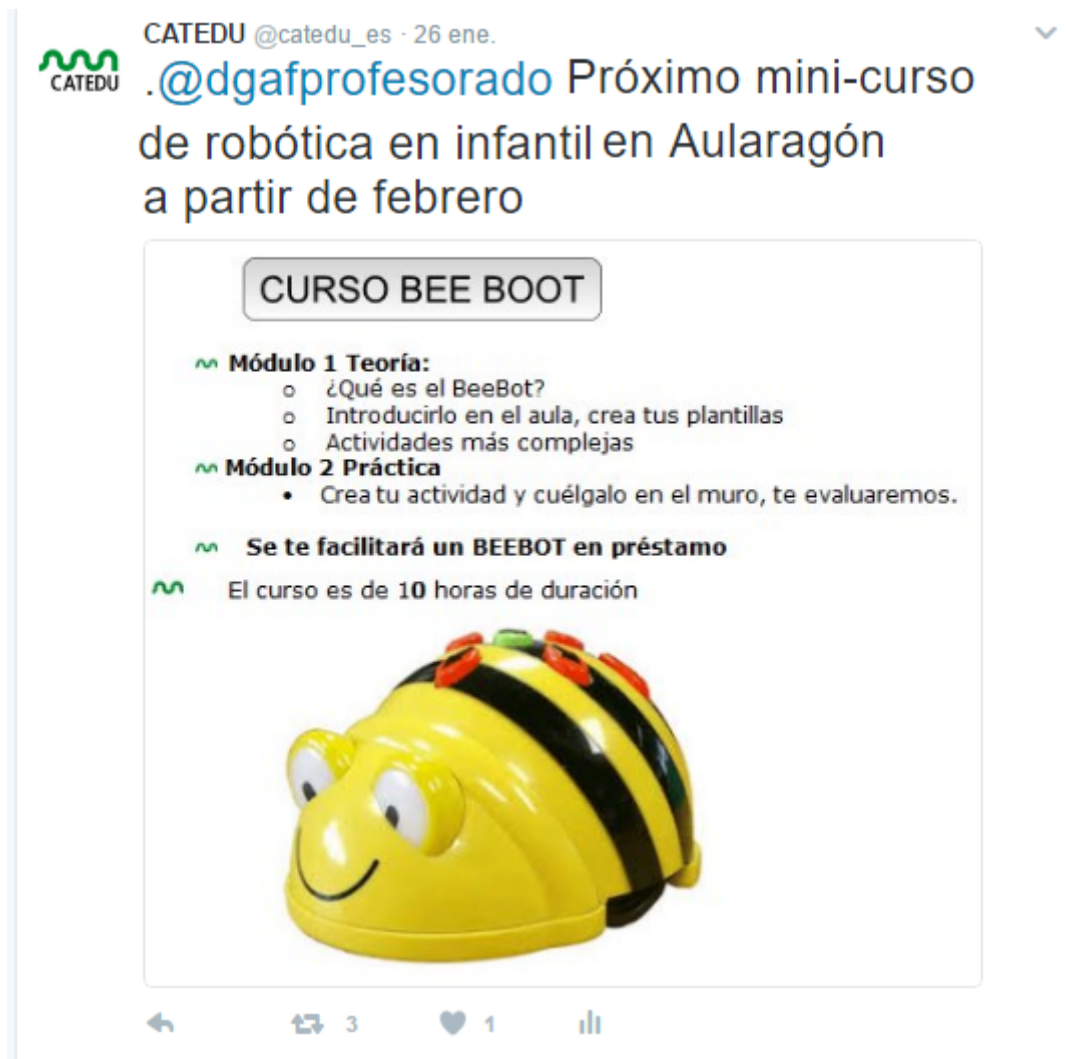 CATEDU @catedu_es · 26 ene.
CATEDU
.@dgafprofesorado Próximo mini-curso
de robótica en infantil en Aularagón
a partir de febrero
CURSO BEE BOOT
Módulo 1 Teoría:
o ¿Qué es el BeeBot?
o Introducirlo en el aula, crea tus plantillas
o Actividades más complejas
Módulo 2 Práctica
• Crea tu actividad y cuélgalo en el muro, te evaluaremos.
Se te facilitará un BEEBOT en préstamo
El curso es de 10 horas de duración
3 1